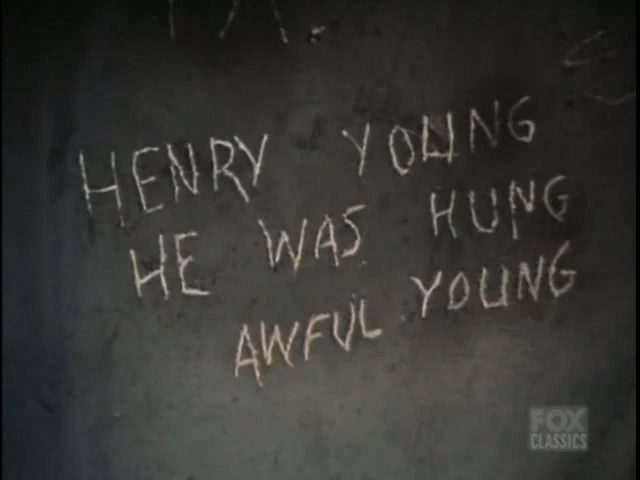 HENRY YOUNG
HE WAS HUNG
AWFUL YOUNG
FOX
CLASSICS